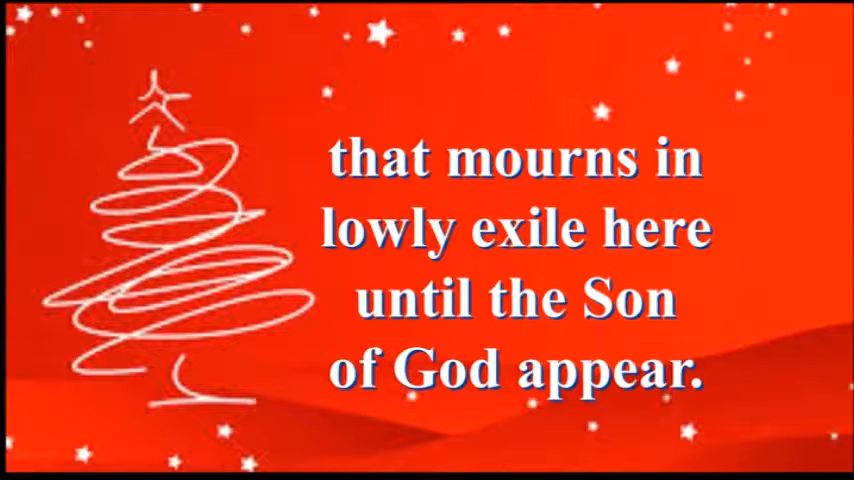 that mourns in
lowly exile here
until the Son
of God appear.